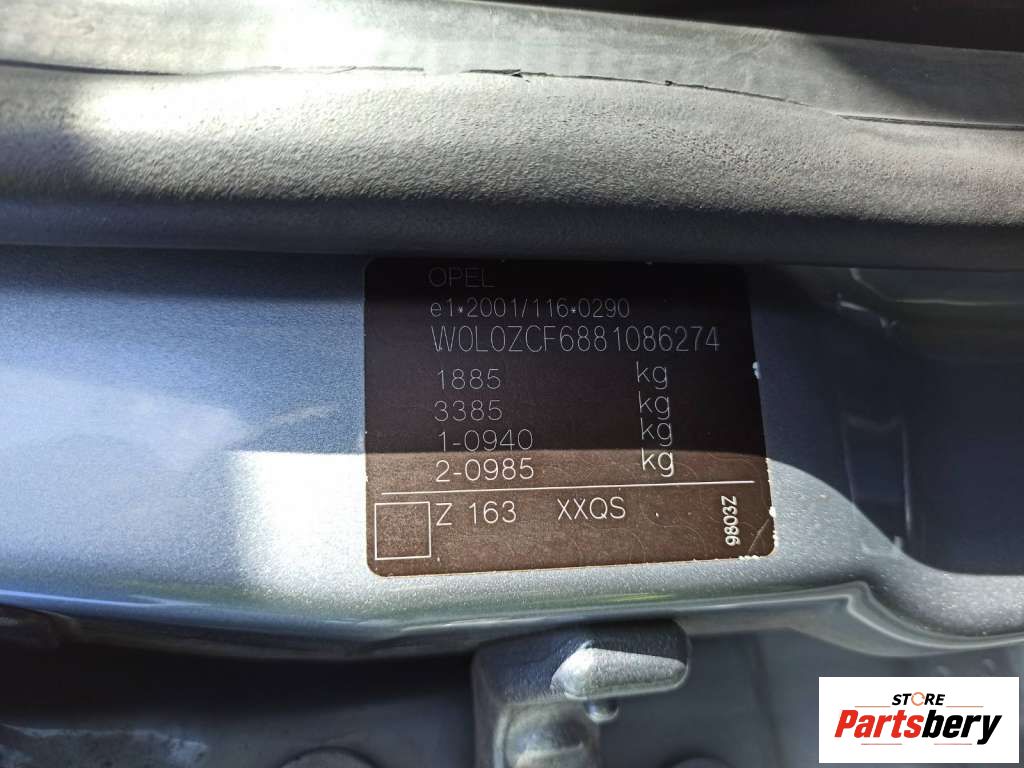 OPEL
e1*2001/116*0290
W0L0ZCF6881086274
1885 kg
3385 kg
1-0940 kg
2-0985 kg
Z 163 XXQS
9803Z
STORE
Partsbery